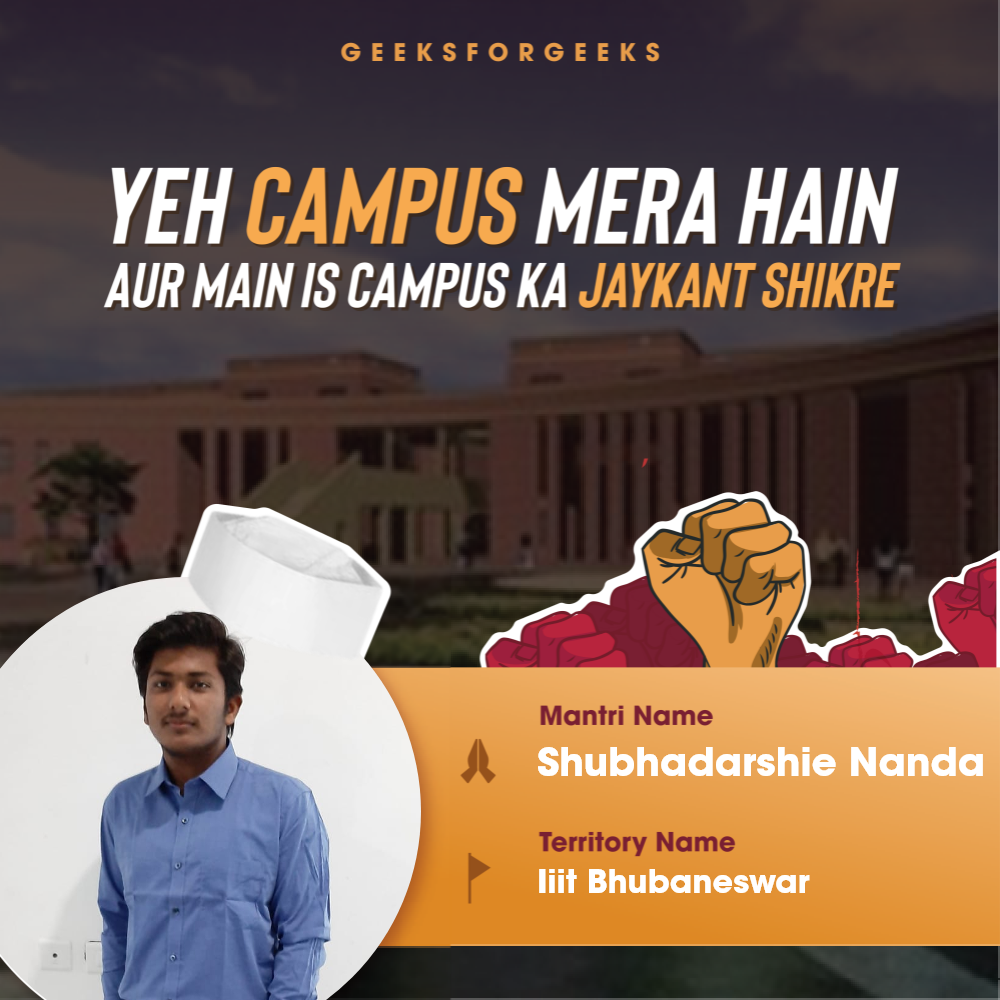 GEEKSFORGEEKS
YEH CAMPUS MERA HAIN
AUR MAIN IS CAMPUS KA JAYKANT SHIKRE
Mantri Name
Shubhadarshie Nanda
Territory Name
Iiit Bhubaneswar